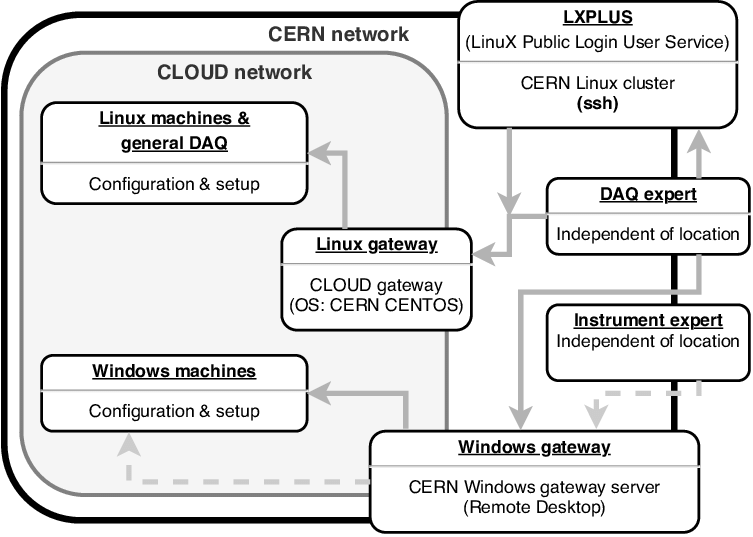 CERN network
CLOUD network
LXPLUS
(LinuX Public Login User Service)
CERN Linux cluster
(ssh)
Linux machines &
general DAQ
Configuration & setup
DAQ expert
Independent of location
Linux gateway
CLOUD gateway
(OS: CERN CENTOS)
Instrument expert
Independent of location
Windows machines
Configuration & setup
Windows gateway
CERN Windows gateway server
(Remote Desktop)